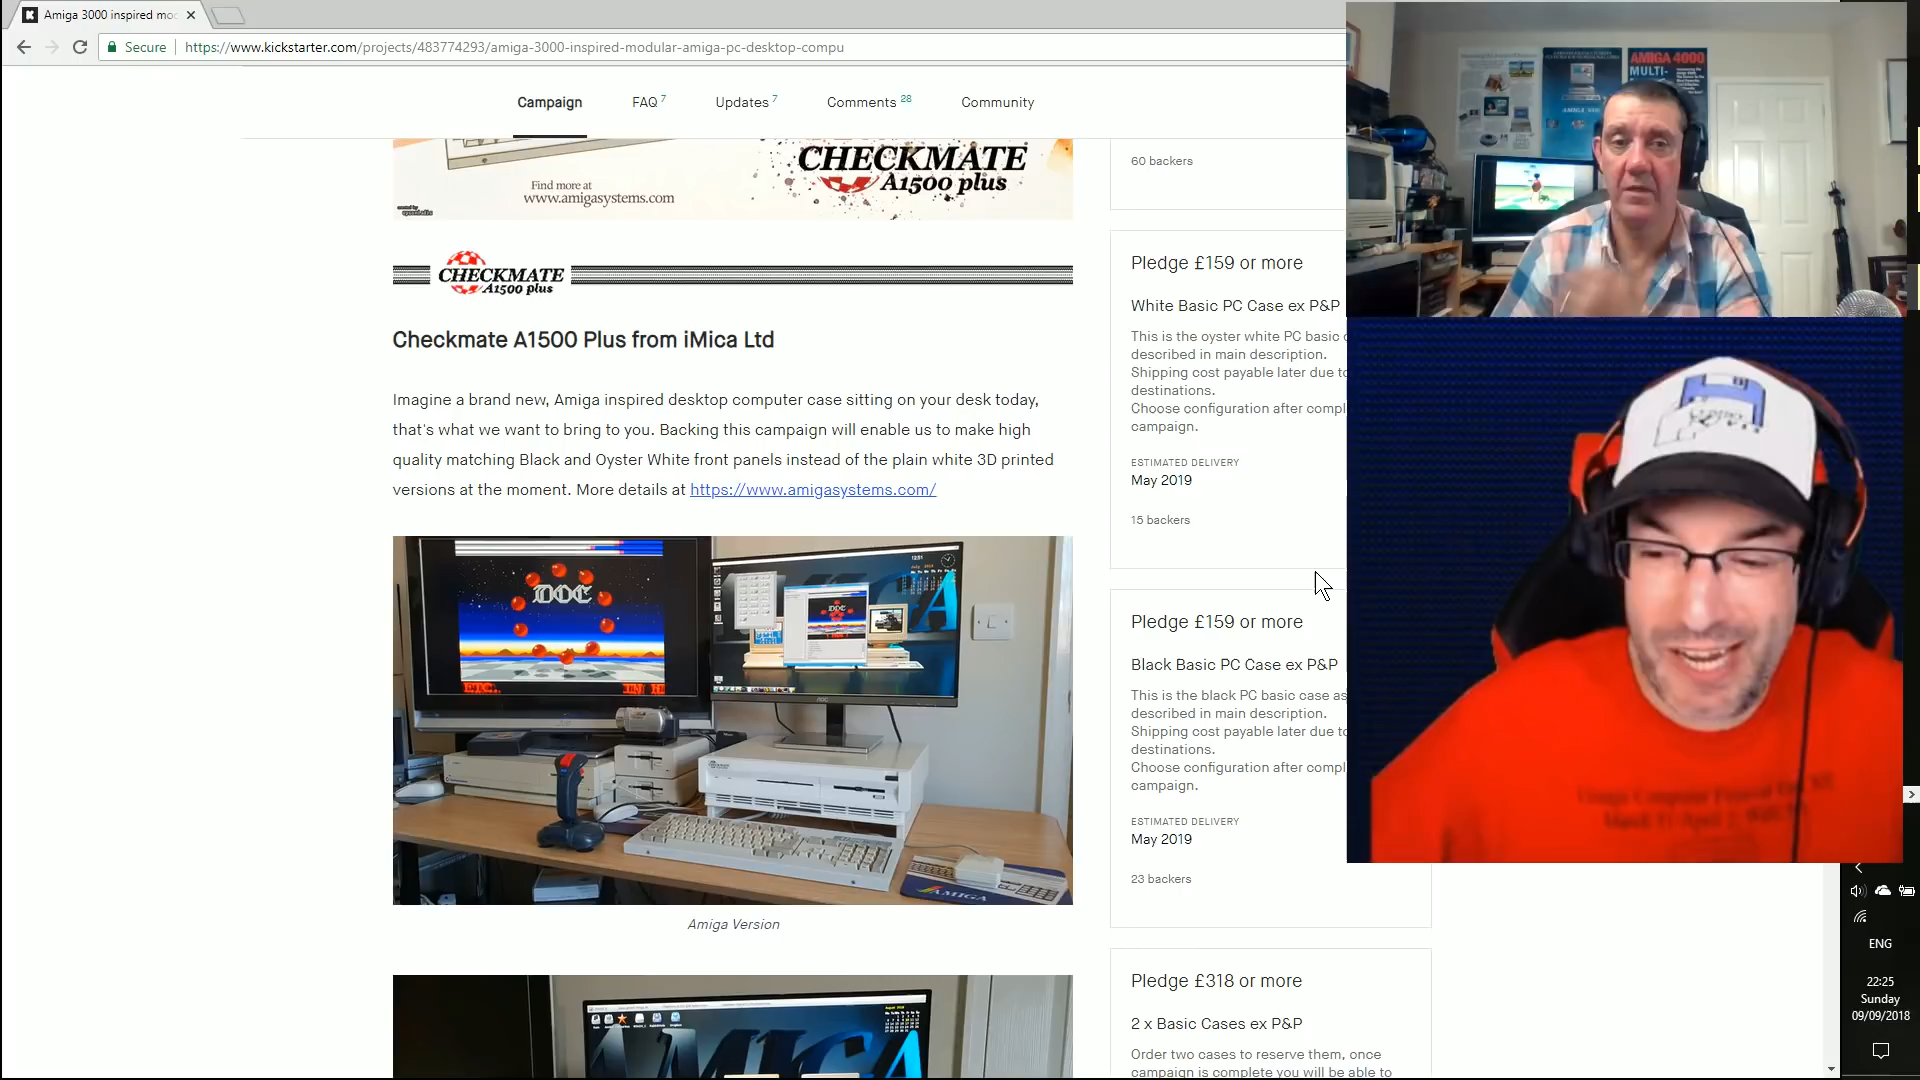 Amiga 3000 inspired mo
Secure
https://www.kickstarter.com/projects/483774293/amiga-3000-inspired-modular-amiga-pc-desktop-compu
Campaign
FAQ 7
Updates 7
Comments 28
Community
CHECKMATE
A1500 plus
Find more at
www.amigasystems.com
CHECKMATE
A1500 plus
Checkmate A1500 Plus from iMica Ltd
Imagine a brand new, Amiga inspired desktop computer case sitting on your desk today,
that's what we want to bring to you. Backing this campaign will enable us to make high
quality matching Black and Oyster White front panels instead of the plain white 3D printed
versions at the moment. More details at https://www.amigasystems.com/
DOC
ETC.
IN H
DOC
AMIGA
Amiga Version
60 backers
Pledge £159 or more
White Basic PC Case ex P&P
This is the oyster white PC basic c
described in main description.
Shipping cost payable later due to
destinations.
Choose configuration after compl
campaign.
ESTIMATED DELIVERY
May 2019
15 backers
Pledge £159 or more
Black Basic PC Case ex P&P
This is the black PC basic case as
described in main description.
Shipping cost payable later due to
destinations.
Choose configuration after compl
campaign.
ESTIMATED DELIVERY
May 2019
23 backers
Pledge £318 or more
2 x Basic Cases ex P&P
Order two cases to reserve them, once
campaign is complete you will be able to
AMIGA 4000
MULTI-
ENG
22:25
Sunday
09/09/2018